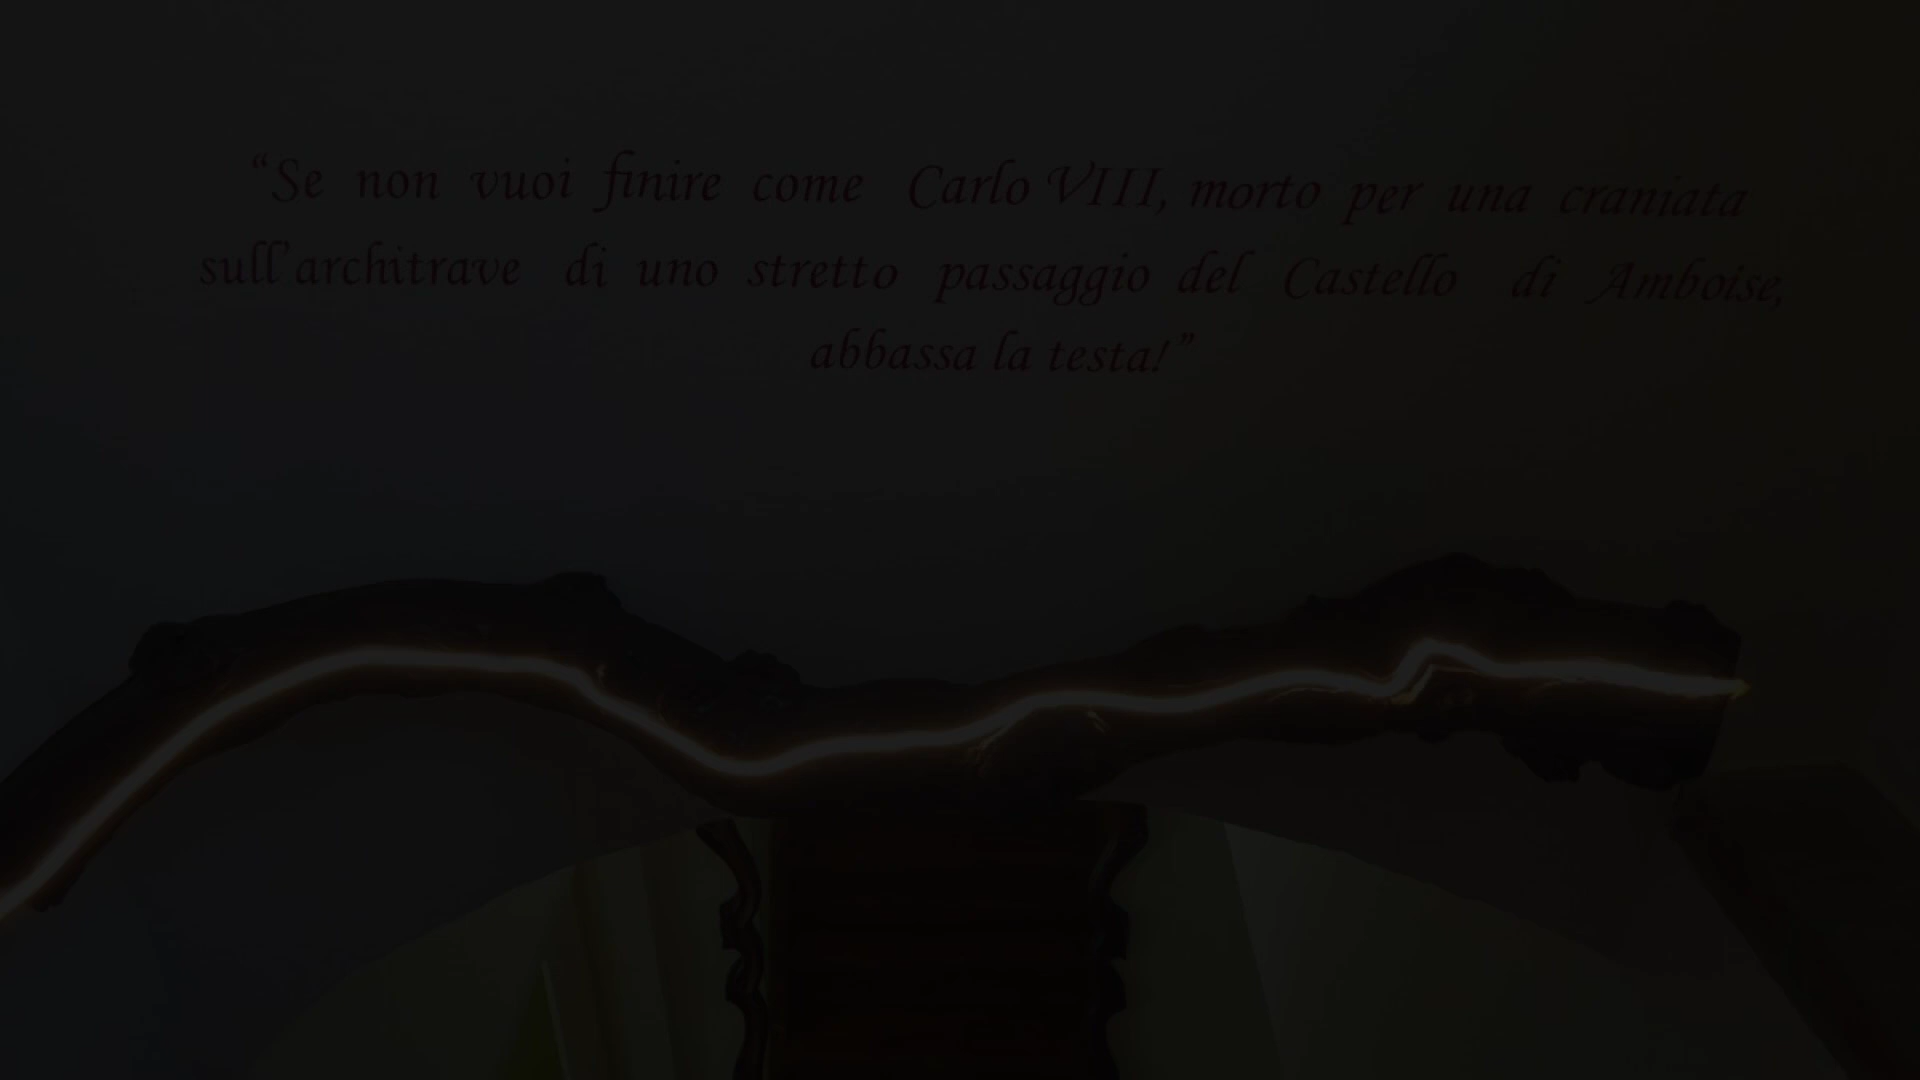 “Se non vuoi finire come Carlo VIII, morto per una craniata
sull'architrave di uno stretto passaggio del Castello di Amboise,
abbassa la testa!”